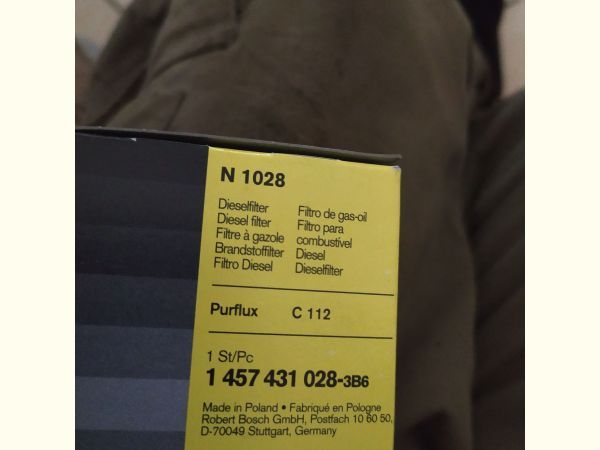 N 1028
Dieselfilter
Diesel filter
Filtre à gazole
Brandstoffilter
Filtro Diesel
Filtro de gas-oil
Filtro para
combustível
Diesel
Dieselfilter
Purflux C 112
1 St/Pc
1 457 431 028-3B6
Made in Poland • Fabriqué en Pologne
Robert Bosch GmbH, Postfach 10 60 50,
D-70049 Stuttgart, Germany